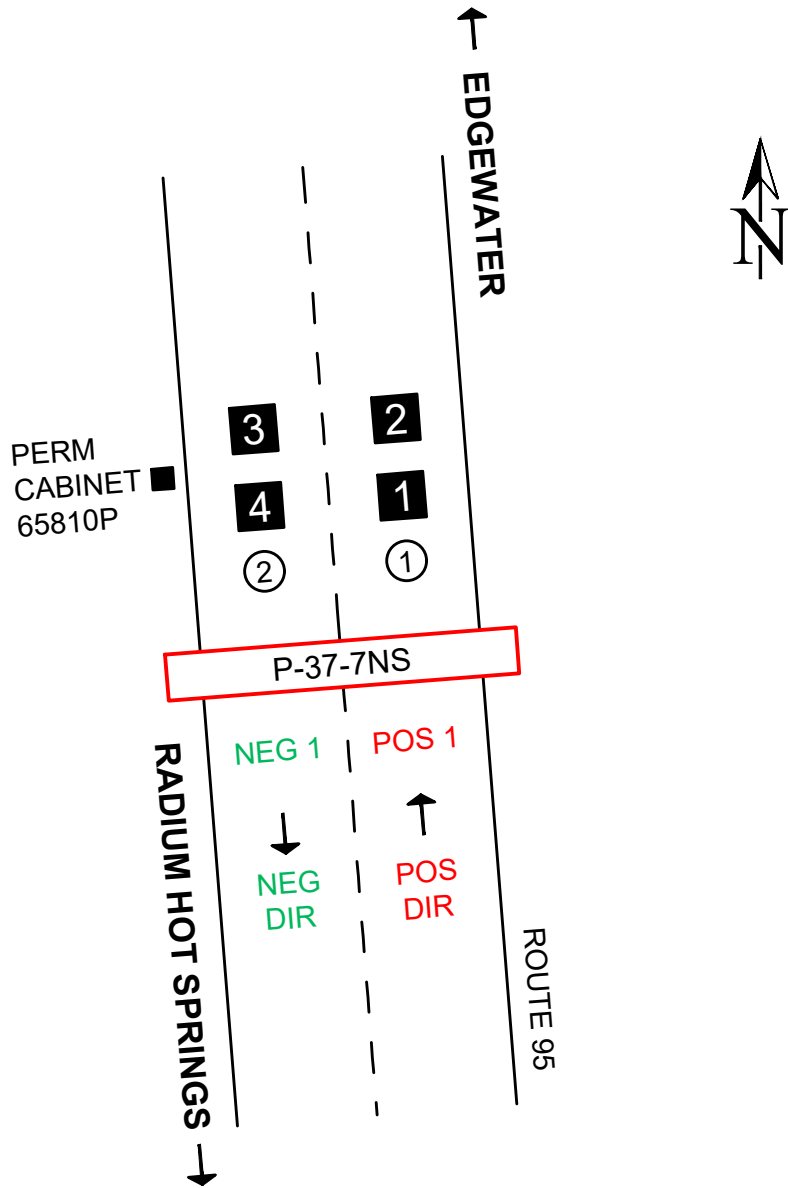 EDGEWATER
N
3
2
PERM
CABINET
65810P
4
1
2
1
P-37-7NS
NEG 1
POS 1
NEG
DIR
POS
DIR
RADIUM HOT SPRINGS
ROUTE 95